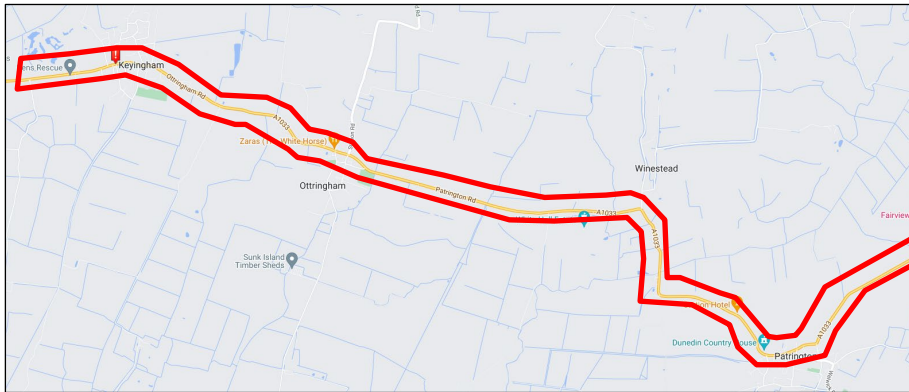 Keyingham
Ottringham Rd
A1033
Zaras (The White Horse)
Ottringham
Patrington Rd
Winestead
A1033
A1033
Fairview
Sunk Island
Timber Sheds
Hotel
Dunedin Country House
A1033
Patrington